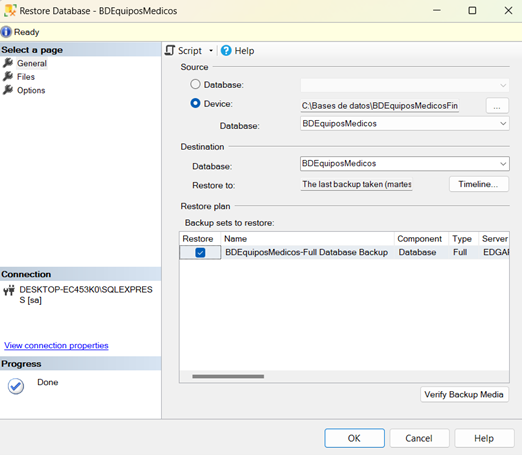 Restore Database - BDEquiposMedicos
Ready
Select a page
General
Files
Options
Script
Help
Source
Database:
Device:
C:\Bases de datos\BDEquiposMedicosFin
...
Database:
BDEquiposMedicos
Destination
Database:
BDEquiposMedicos
Restore to:
The last backup taken (martes
Timeline...
Restore plan
Backup sets to restore:
Restore Name Component Type Server
BDEquiposMedicos-Full Database Backup Database Full EDGAR
Connection
DESKTOP-EC453K0\SQLEXPRES
S [sa]
View connection properties
Progress
Done
Verify Backup Media
OK
Cancel
Help